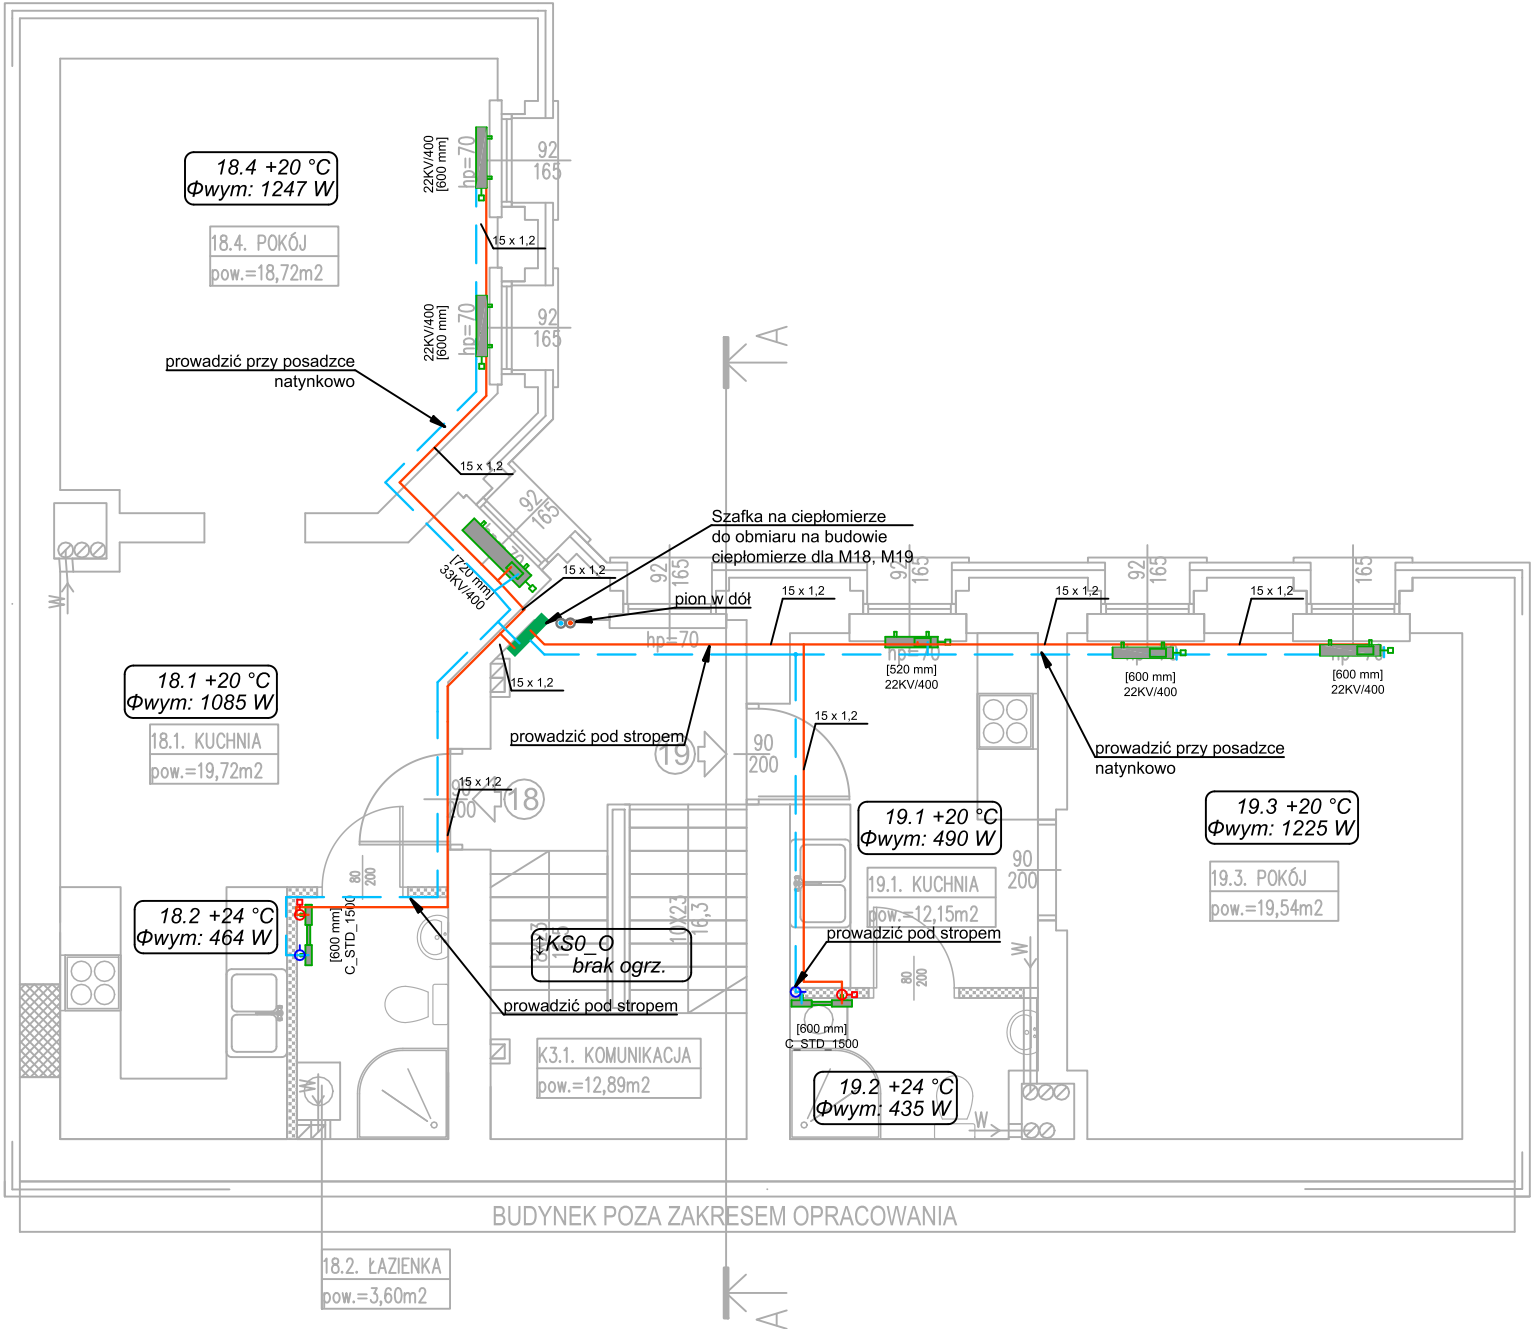 18.4 +20 °C
Φwym: 1247 W
18.4. POKÓJ
pow.=18,72m2
22KV/400
[600 mm]
hp=70
92
165
15 x 1,2
22KV/400
[600 mm]
hp=70
92
165
prowadzić przy posadzce
natynkowo
15 x 1,2
A
92
165
[720 mm]
33KV/400
15 x 1,2
Szafka na ciepłomierze
do obmiaru na budowie
ciepłomierze dla M18, M19
pion w dół
92
165
hp=70
15 x 1,2
165
hp=70
[520 mm]
22KV/400
15 x 1,2
92
165
[600 mm]
22KV/400
15 x 1,2
92
165
[600 mm]
22KV/400
W
18.1 +20 °C
Φwym: 1085 W
18.1. KUCHNIA
pow.=19,72m2
15 x 1,2
prowadzić pod stropem
19
90
200
15 x 1,2
prowadzić przy posadzce
natynkowo
15 x 1,2
18
19.1 +20 °C
Φwym: 490 W
19.1. KUCHNIA
pow.=12,15m2
90
200
19.3 +20 °C
Φwym: 1225 W
19.3. POKÓJ
pow.=19,54m2
80
200
18.2 +24 °C
Φwym: 464 W
[600 mm]
C_STD_1500
KS0_O
brak ogrz.
10X23
16,3
prowadzić pod stropem
prowadzić pod stropem
80
200
W
[600 mm]
C_STD_1500
K3.1. KOMUNIKACJA
pow.=12,89m2
19.2 +24 °C
Φwym: 435 W
W
W
BUDYNEK POZA ZAKRESEM OPRACOWANIA
18.2. ŁAZIENKA
pow.=3,60m2
A